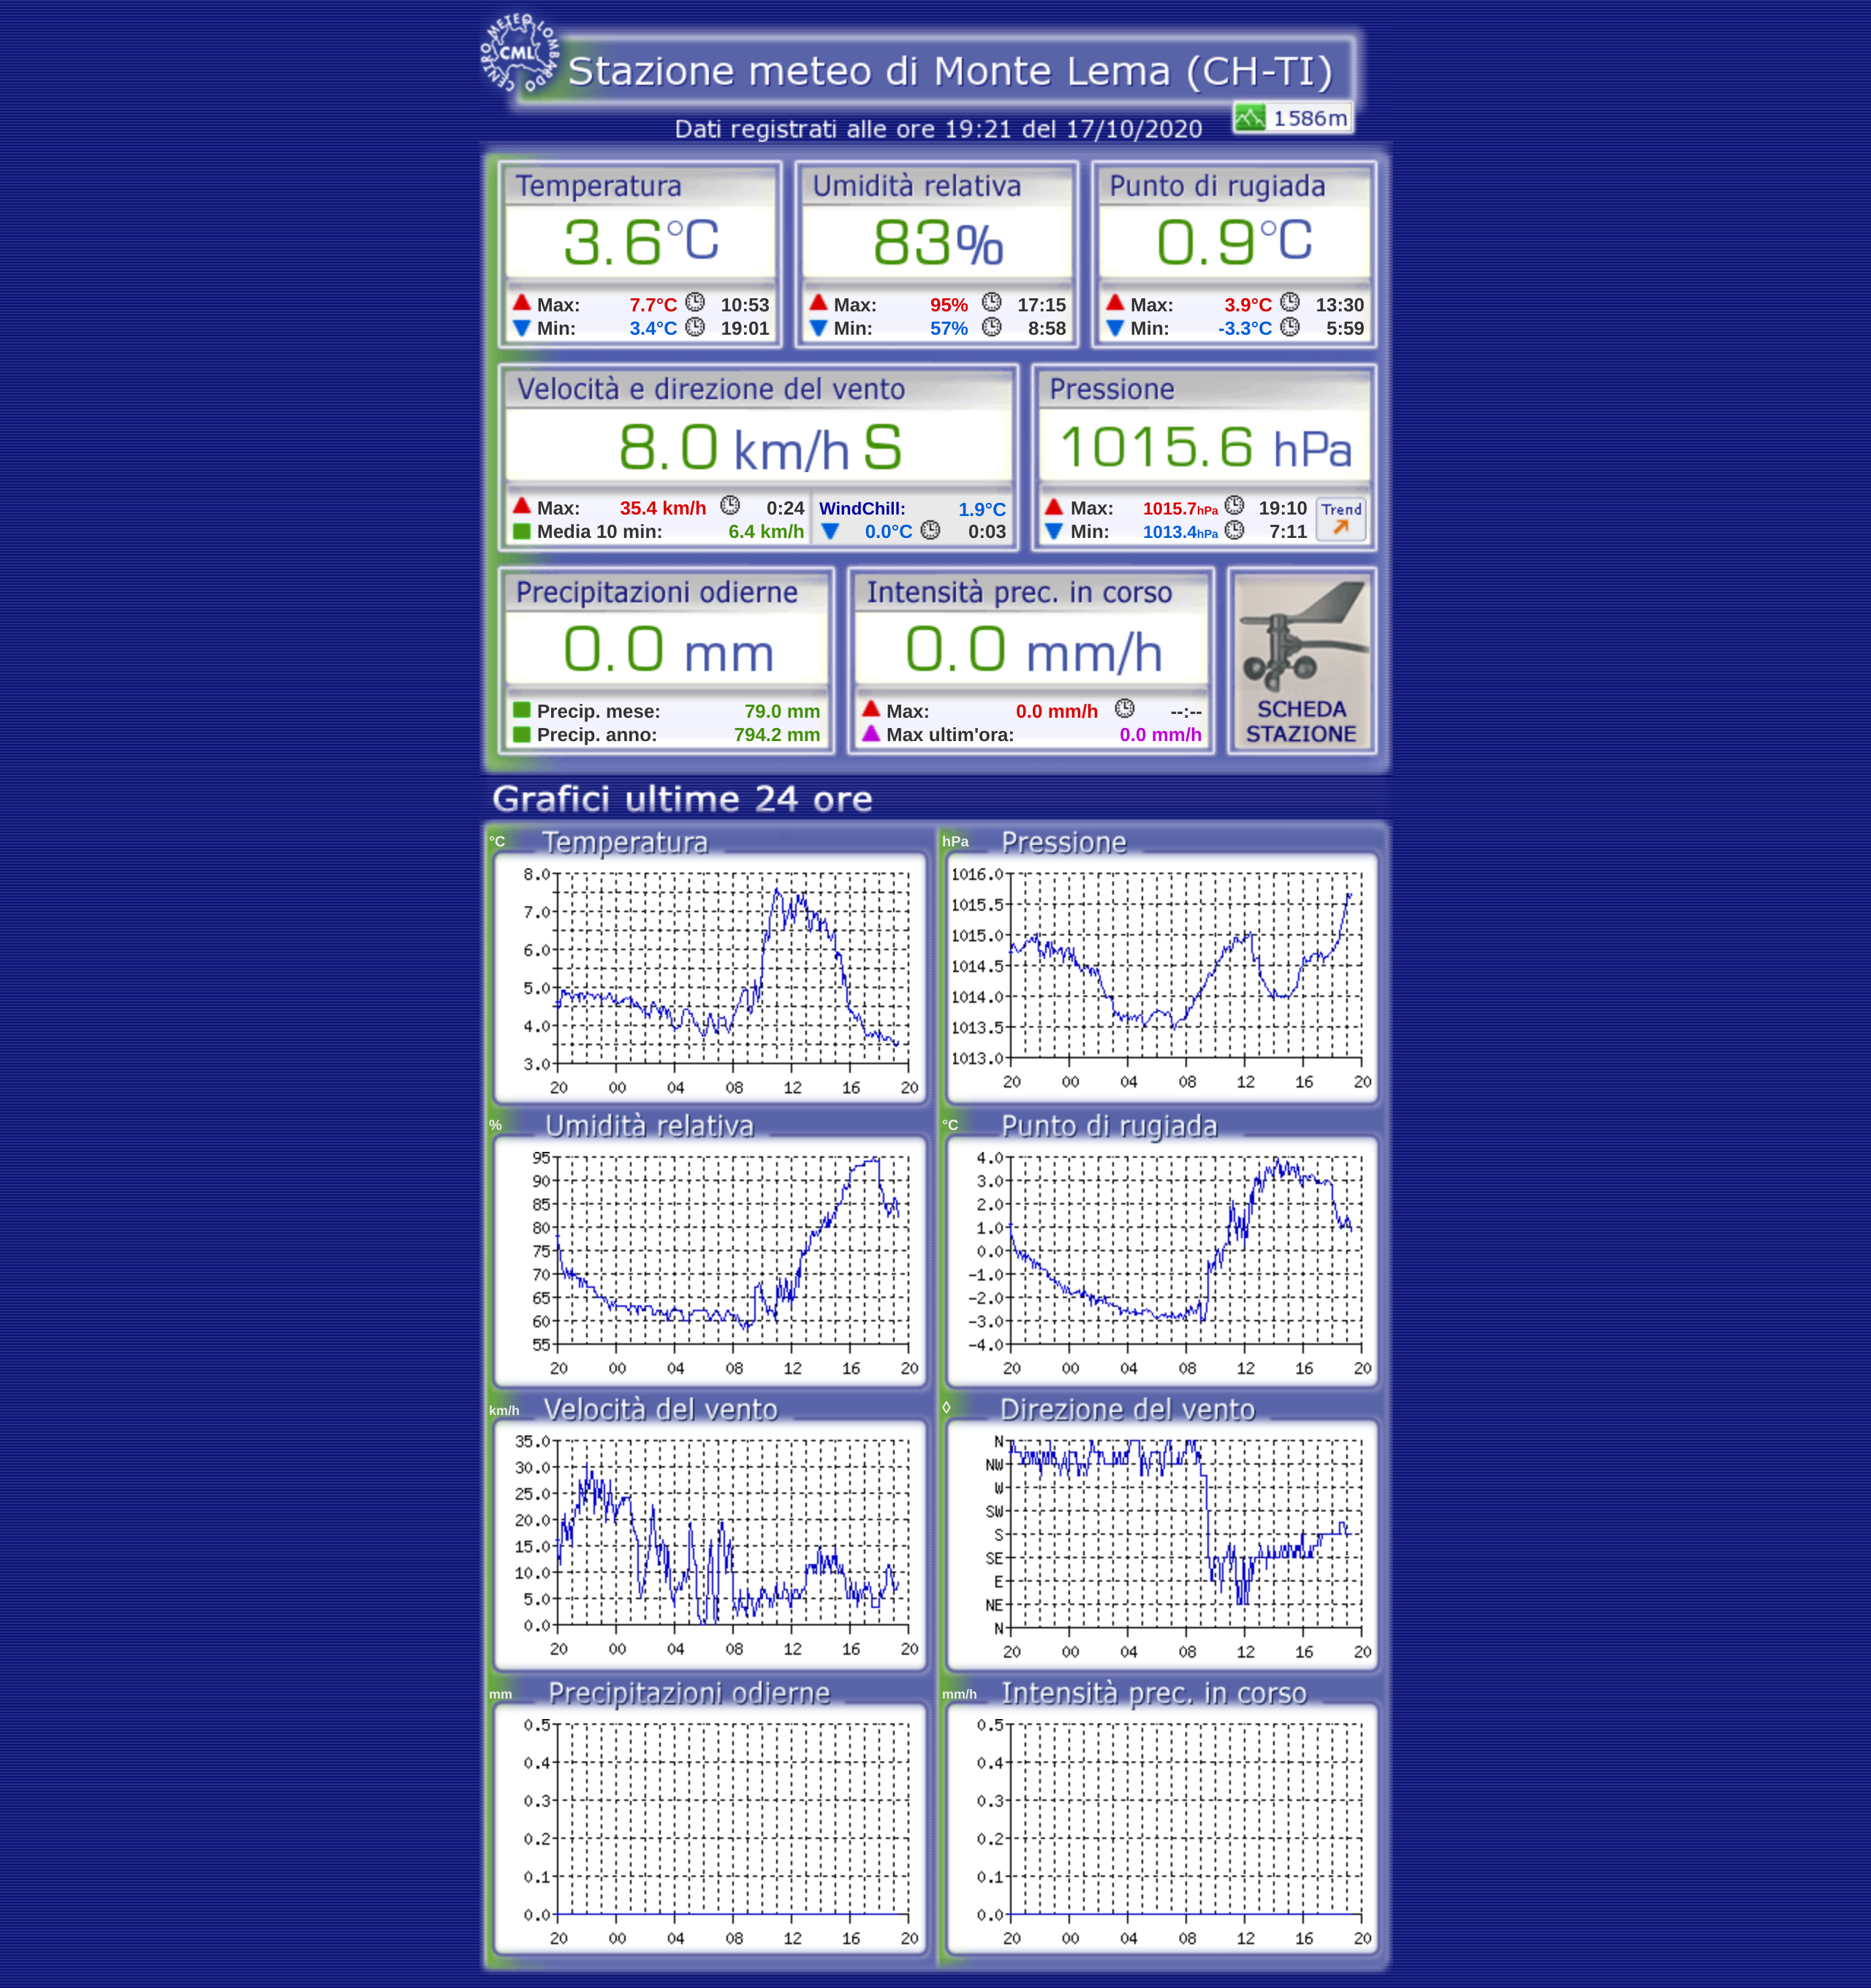 CENTRO METEO LOMBARDO
CML
Stazione meteo di Monte Lema (CH-TI)
1586m
Dati registrati alle ore 19:21 del 17/10/2020
Temperatura
3.6°C
Max: 7.7°C 10:53
Min: 3.4°C 19:01
Umidità relativa
83%
Max: 95% 17:15
Min: 57% 8:58
Punto di rugiada
0.9°C
Max: 3.9°C 13:30
Min: -3.3°C 5:59
Velocità e direzione del vento
8.0 km/h S
Max: 35.4 km/h 0:24
Media 10 min: 6.4 km/h
WindChill: 1.9°C
0.0°C 0:03
Pressione
1015.6 hPa
Max: 1015.7hPa 19:10
Min: 1013.4hPa 7:11
Trend
Precipitazioni odierne
0.0 mm
Precip. mese: 79.0 mm
Precip. anno: 794.2 mm
Intensità prec. in corso
0.0 mm/h
Max: 0.0 mm/h --:--
Max ultim'ora: 0.0 mm/h
SCHEDA
STAZIONE
Grafici ultime 24 ore
°C Temperatura
8.0
7.0
6.0
5.0
4.0
3.0
20 00 04 08 12 16 20
hPa Pressione
1016.0
1015.5
1015.0
1014.5
1014.0
1013.5
1013.0
20 00 04 08 12 16 20
% Umidità relativa
95
90
85
80
75
70
65
60
55
20 00 04 08 12 16 20
°C Punto di rugiada
4.0
3.0
2.0
1.0
0.0
-1.0
-2.0
-3.0
-4.0
20 00 04 08 12 16 20
km/h Velocità del vento
35.0
30.0
25.0
20.0
15.0
10.0
5.0
0.0
20 00 04 08 12 16 20
◊ Direzione del vento
N
NW
W
SW
S
SE
E
NE
N
20 00 04 08 12 16 20
mm Precipitazioni odierne
0.5
0.4
0.3
0.2
0.1
0.0
20 00 04 08 12 16 20
mm/h Intensità prec. in corso
0.5
0.4
0.3
0.2
0.1
0.0
20 00 04 08 12 16 20